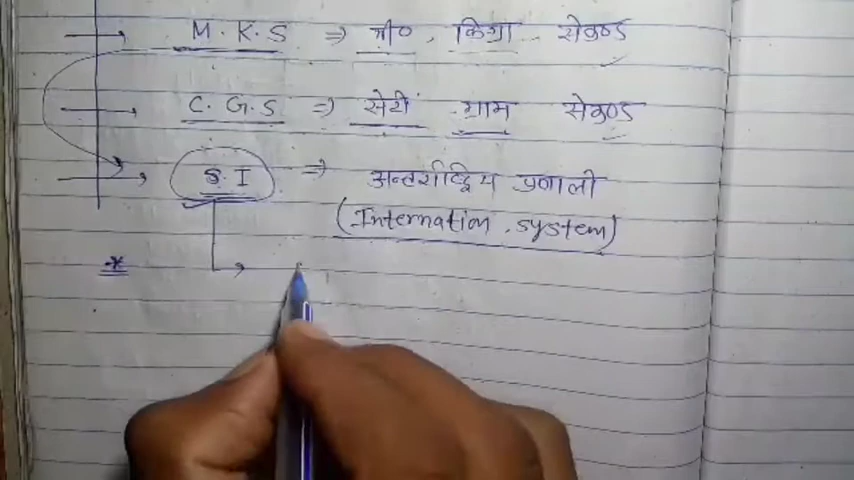 M.K.S ⇒ मी०, किग्रा सेकण्ड
C.G.S ⇒ सेटीं ग्राम सेकण्ड
S.I ⇒ अन्तर्राष्ट्रिय प्रणाली
(Internation system)
*